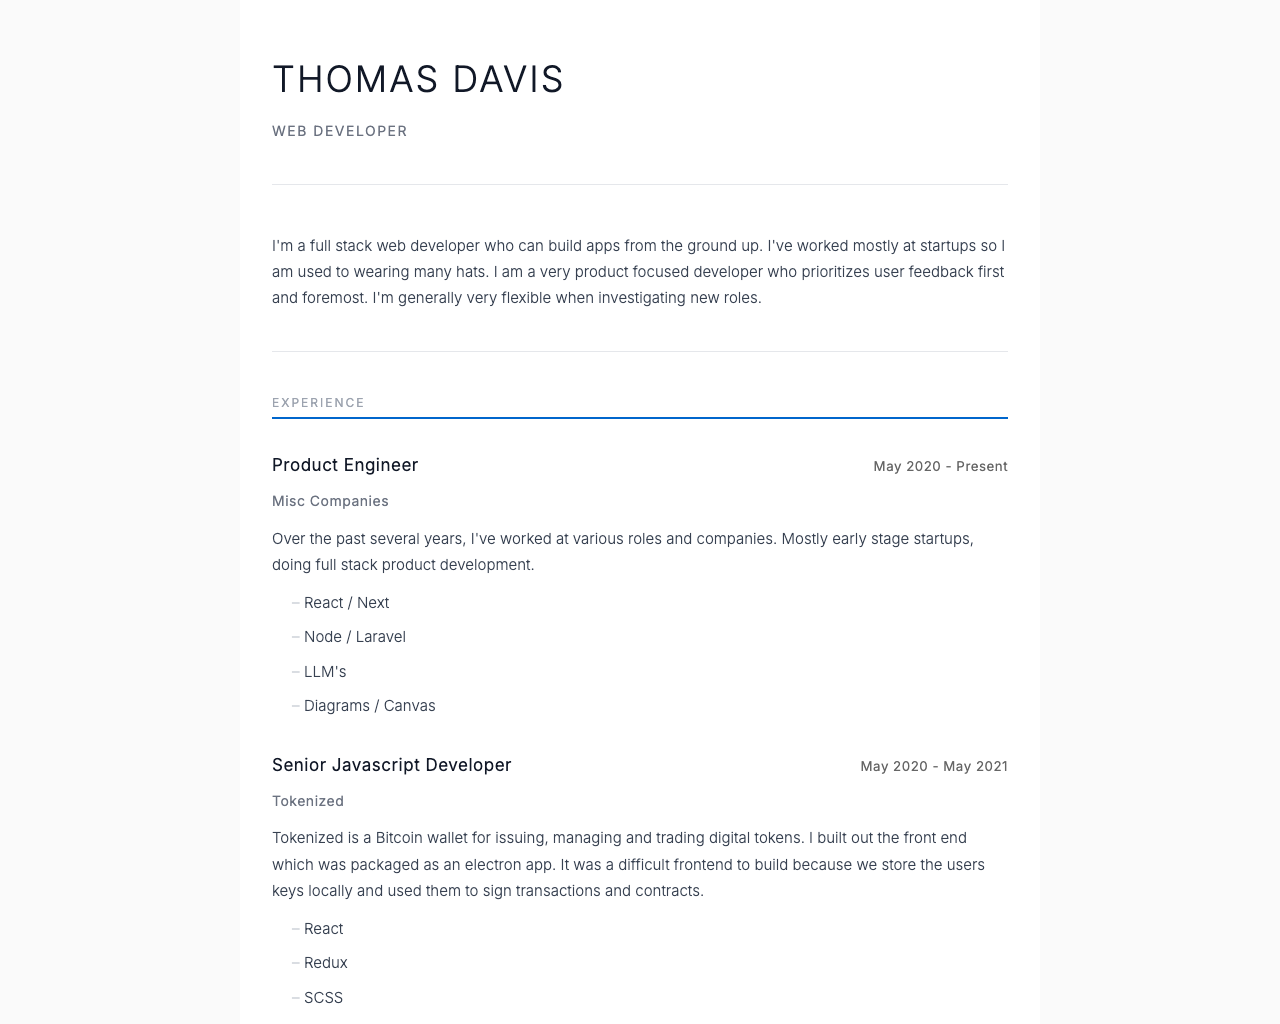 THOMAS DAVIS
WEB DEVELOPER
I'm a full stack web developer who can build apps from the ground up. I've worked mostly at startups so I
am used to wearing many hats. I am a very product focused developer who prioritizes user feedback first
and foremost. I'm generally very flexible when investigating new roles.
EXPERIENCE
Product Engineer May 2020 - Present
Misc Companies
Over the past several years, I've worked at various roles and companies. Mostly early stage startups,
doing full stack product development.
– React / Next
– Node / Laravel
– LLM's
– Diagrams / Canvas
Senior Javascript Developer May 2020 - May 2021
Tokenized
Tokenized is a Bitcoin wallet for issuing, managing and trading digital tokens. I built out the front end
which was packaged as an electron app. It was a difficult frontend to build because we store the users
keys locally and used them to sign transactions and contracts.
– React
– Redux
– SCSS